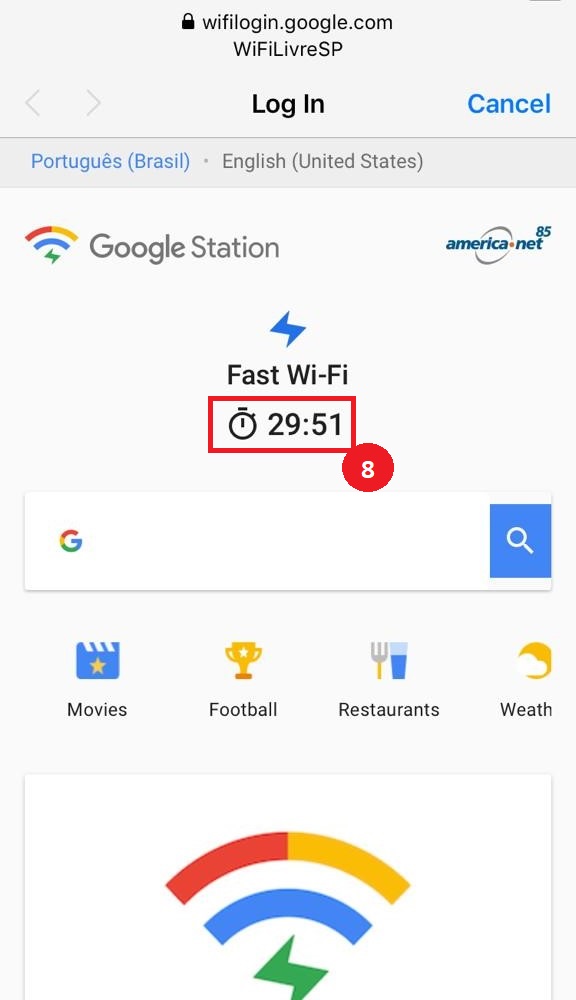 wifilogin.google.com
WiFiLivreSP
Log In
Cancel
Português (Brasil) • English (United States)
Google Station
america.net 85
Fast Wi-Fi
29:51
8
G
Movies
Football
Restaurants
Weath